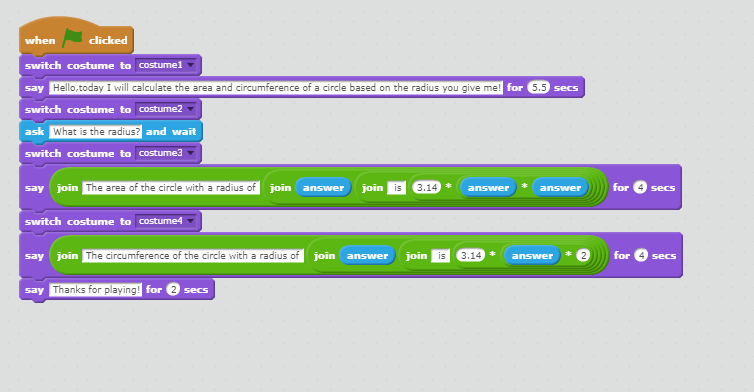 when clicked
switch costume to costume1
say Hello,today I will calculate the area and circumference of a circle based on the radius you give me! for 5.5 secs
switch costume to costume2
ask What is the radius? and wait
switch costume to costume3
say join The area of the circle with a radius of join answer join is 3.14 * answer * answer for 4 secs
switch costume to costume4
say join The circumference of the circle with a radius of join answer join is 3.14 * answer * 2 for 4 secs
say Thanks for playing! for 2 secs